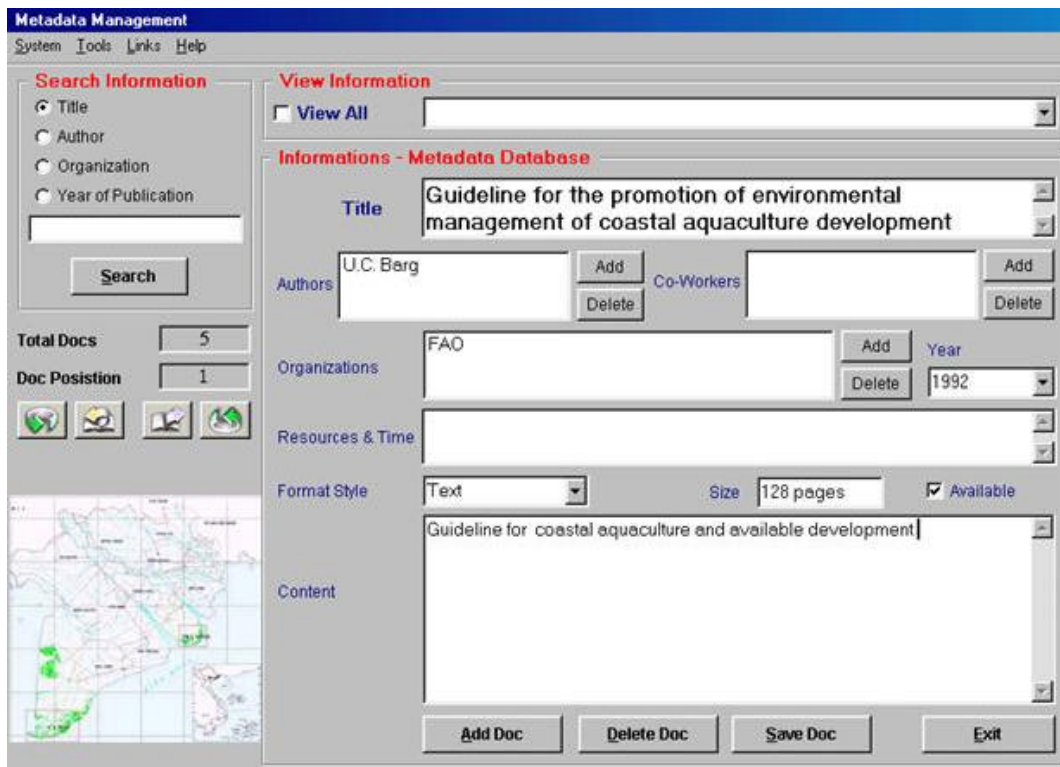 Metadata Management
System Tools Links Help
Search Information
Title
Author
Organization
Year of Publication
Search
Total Docs 5
Doc Posistion 1
View Information
View All
Informations - Metadata Database
Title
Guideline for the promotion of environmental
management of coastal aquaculture development
Authors
U.C. Barg
Add
Delete
Co-Workers
Add
Delete
Organizations
FAO
Add
Delete
Year
1992
Resources & Time
Format Style
Text
Size
128 pages
Available
Content
Guideline for coastal aquaculture and available development
Add Doc
Delete Doc
Save Doc
Exit